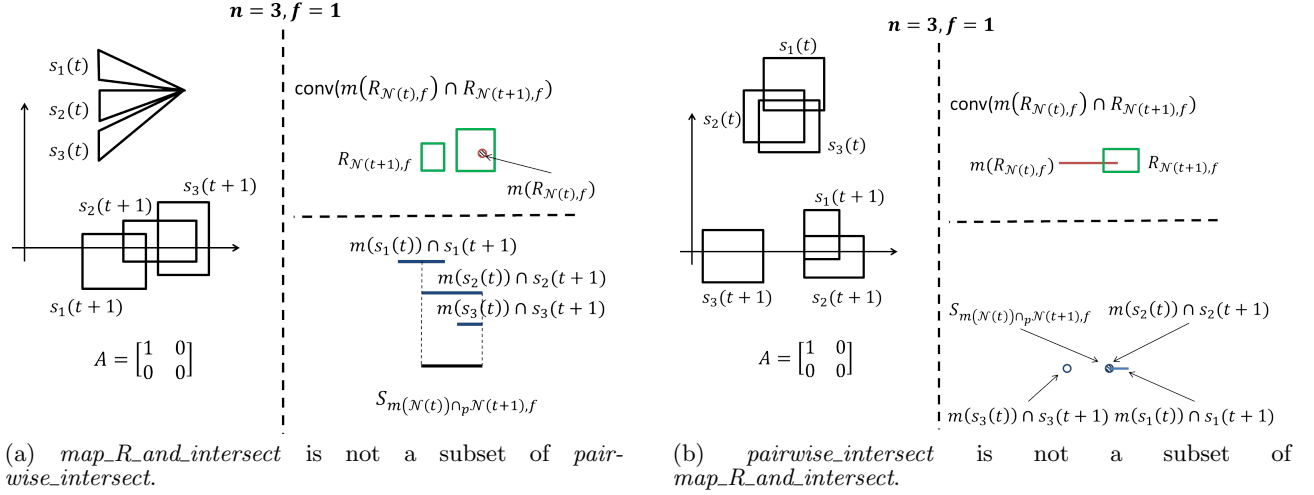 n = 3, f = 1
s₁(t)
s₂(t)
s₃(t)
s₃(t + 1)
s₂(t + 1)
s₁(t + 1)
A = [1 0
0 0]
conv(m(R_{𝒩(t),f}) ∩ R_{𝒩(t+1),f})
R_{𝒩(t+1),f}
m(R_{𝒩(t),f})
m(s₁(t)) ∩ s₁(t + 1)
m(s₂(t)) ∩ s₂(t + 1)
m(s₃(t)) ∩ s₃(t + 1)
S_{m(𝒩(t))∩ₚ𝒩(t+1),f}
(a) map_R_and_intersect is not a subset of pair-
wise_intersect.
n = 3, f = 1
s₁(t)
s₂(t)
s₃(t)
s₁(t + 1)
s₃(t + 1)
s₂(t + 1)
A = [1 0
0 0]
conv(m(R_{𝒩(t),f}) ∩ R_{𝒩(t+1),f})
m(R_{𝒩(t),f})
R_{𝒩(t+1),f}
S_{m(𝒩(t))∩ₚ𝒩(t+1),f}
m(s₂(t)) ∩ s₂(t + 1)
m(s₃(t)) ∩ s₃(t + 1)
m(s₁(t)) ∩ s₁(t + 1)
(b) pairwise_intersect is not a subset of
map_R_and_intersect.